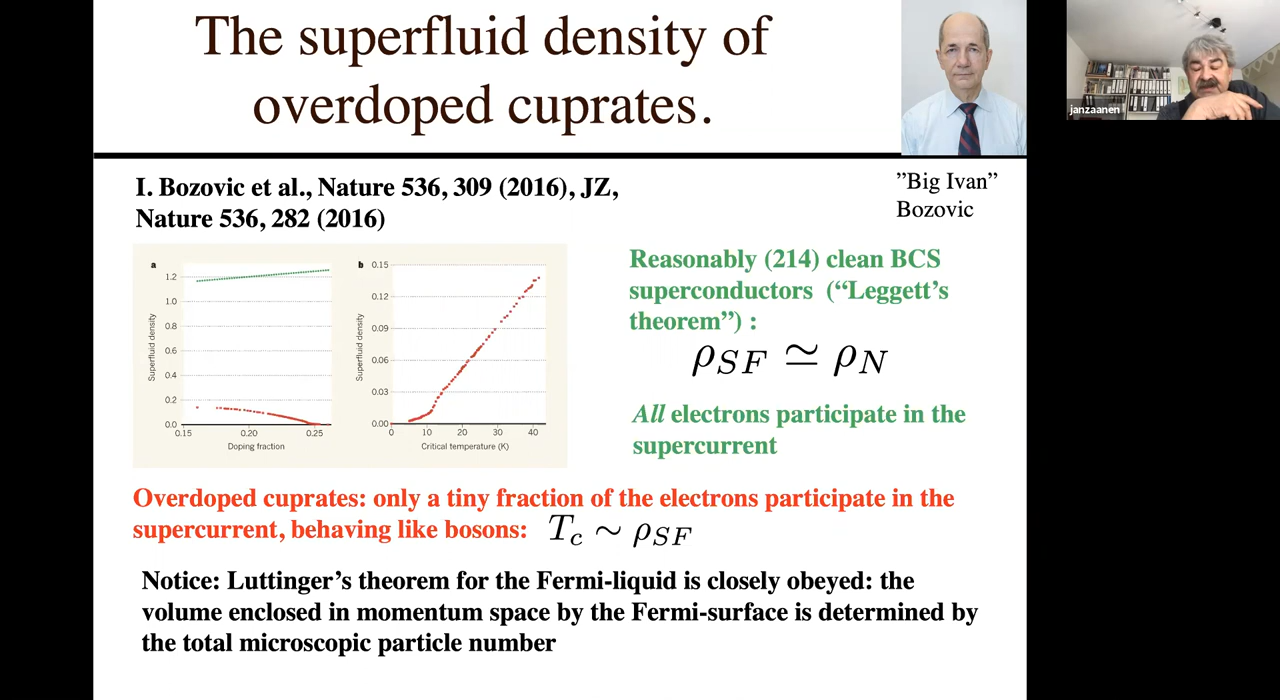 The superfluid density of
overdoped cuprates.
janzaanen
I. Bozovic et al., Nature 536, 309 (2016), JZ,
Nature 536, 282 (2016)
”Big Ivan”
Bozovic
a
1.2
1.0
0.8
0.6
0.4
0.2
0.0
Superfluid density
0.15
0.20
0.25
Doping fraction
b
0.15
0.12
0.09
0.06
0.03
0.00
Superfluid density
0
10
20
30
40
Critical temperature (K)
Reasonably (214) clean BCS
superconductors (“Leggett’s
theorem”) :
ρSF ≃ ρN
All electrons participate in the
supercurrent
Overdoped cuprates: only a tiny fraction of the electrons participate in the
supercurrent, behaving like bosons: Tc ∼ ρSF
Notice: Luttinger’s theorem for the Fermi-liquid is closely obeyed: the
volume enclosed in momentum space by the Fermi-surface is determined by
the total microscopic particle number